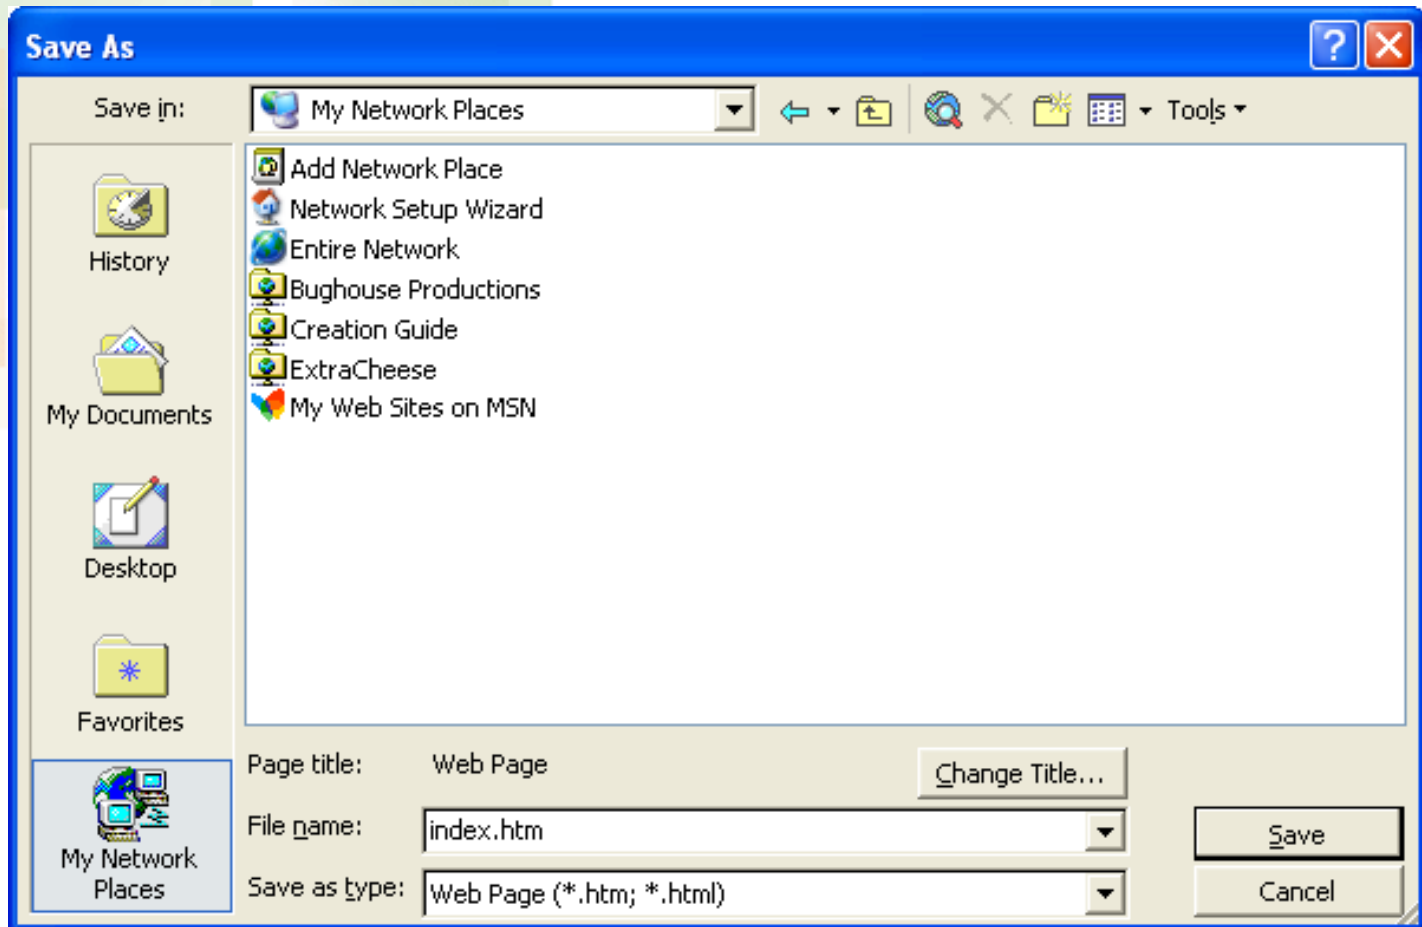 Save As
Save in: My Network Places Tools
History
My Documents
Desktop
Favorites
My Network
Places
Add Network Place
Network Setup Wizard
Entire Network
Bughouse Productions
Creation Guide
ExtraCheese
My Web Sites on MSN
Page title: Web Page Change Title...
File name: index.htm Save
Save as type: Web Page (*.htm; *.html) Cancel